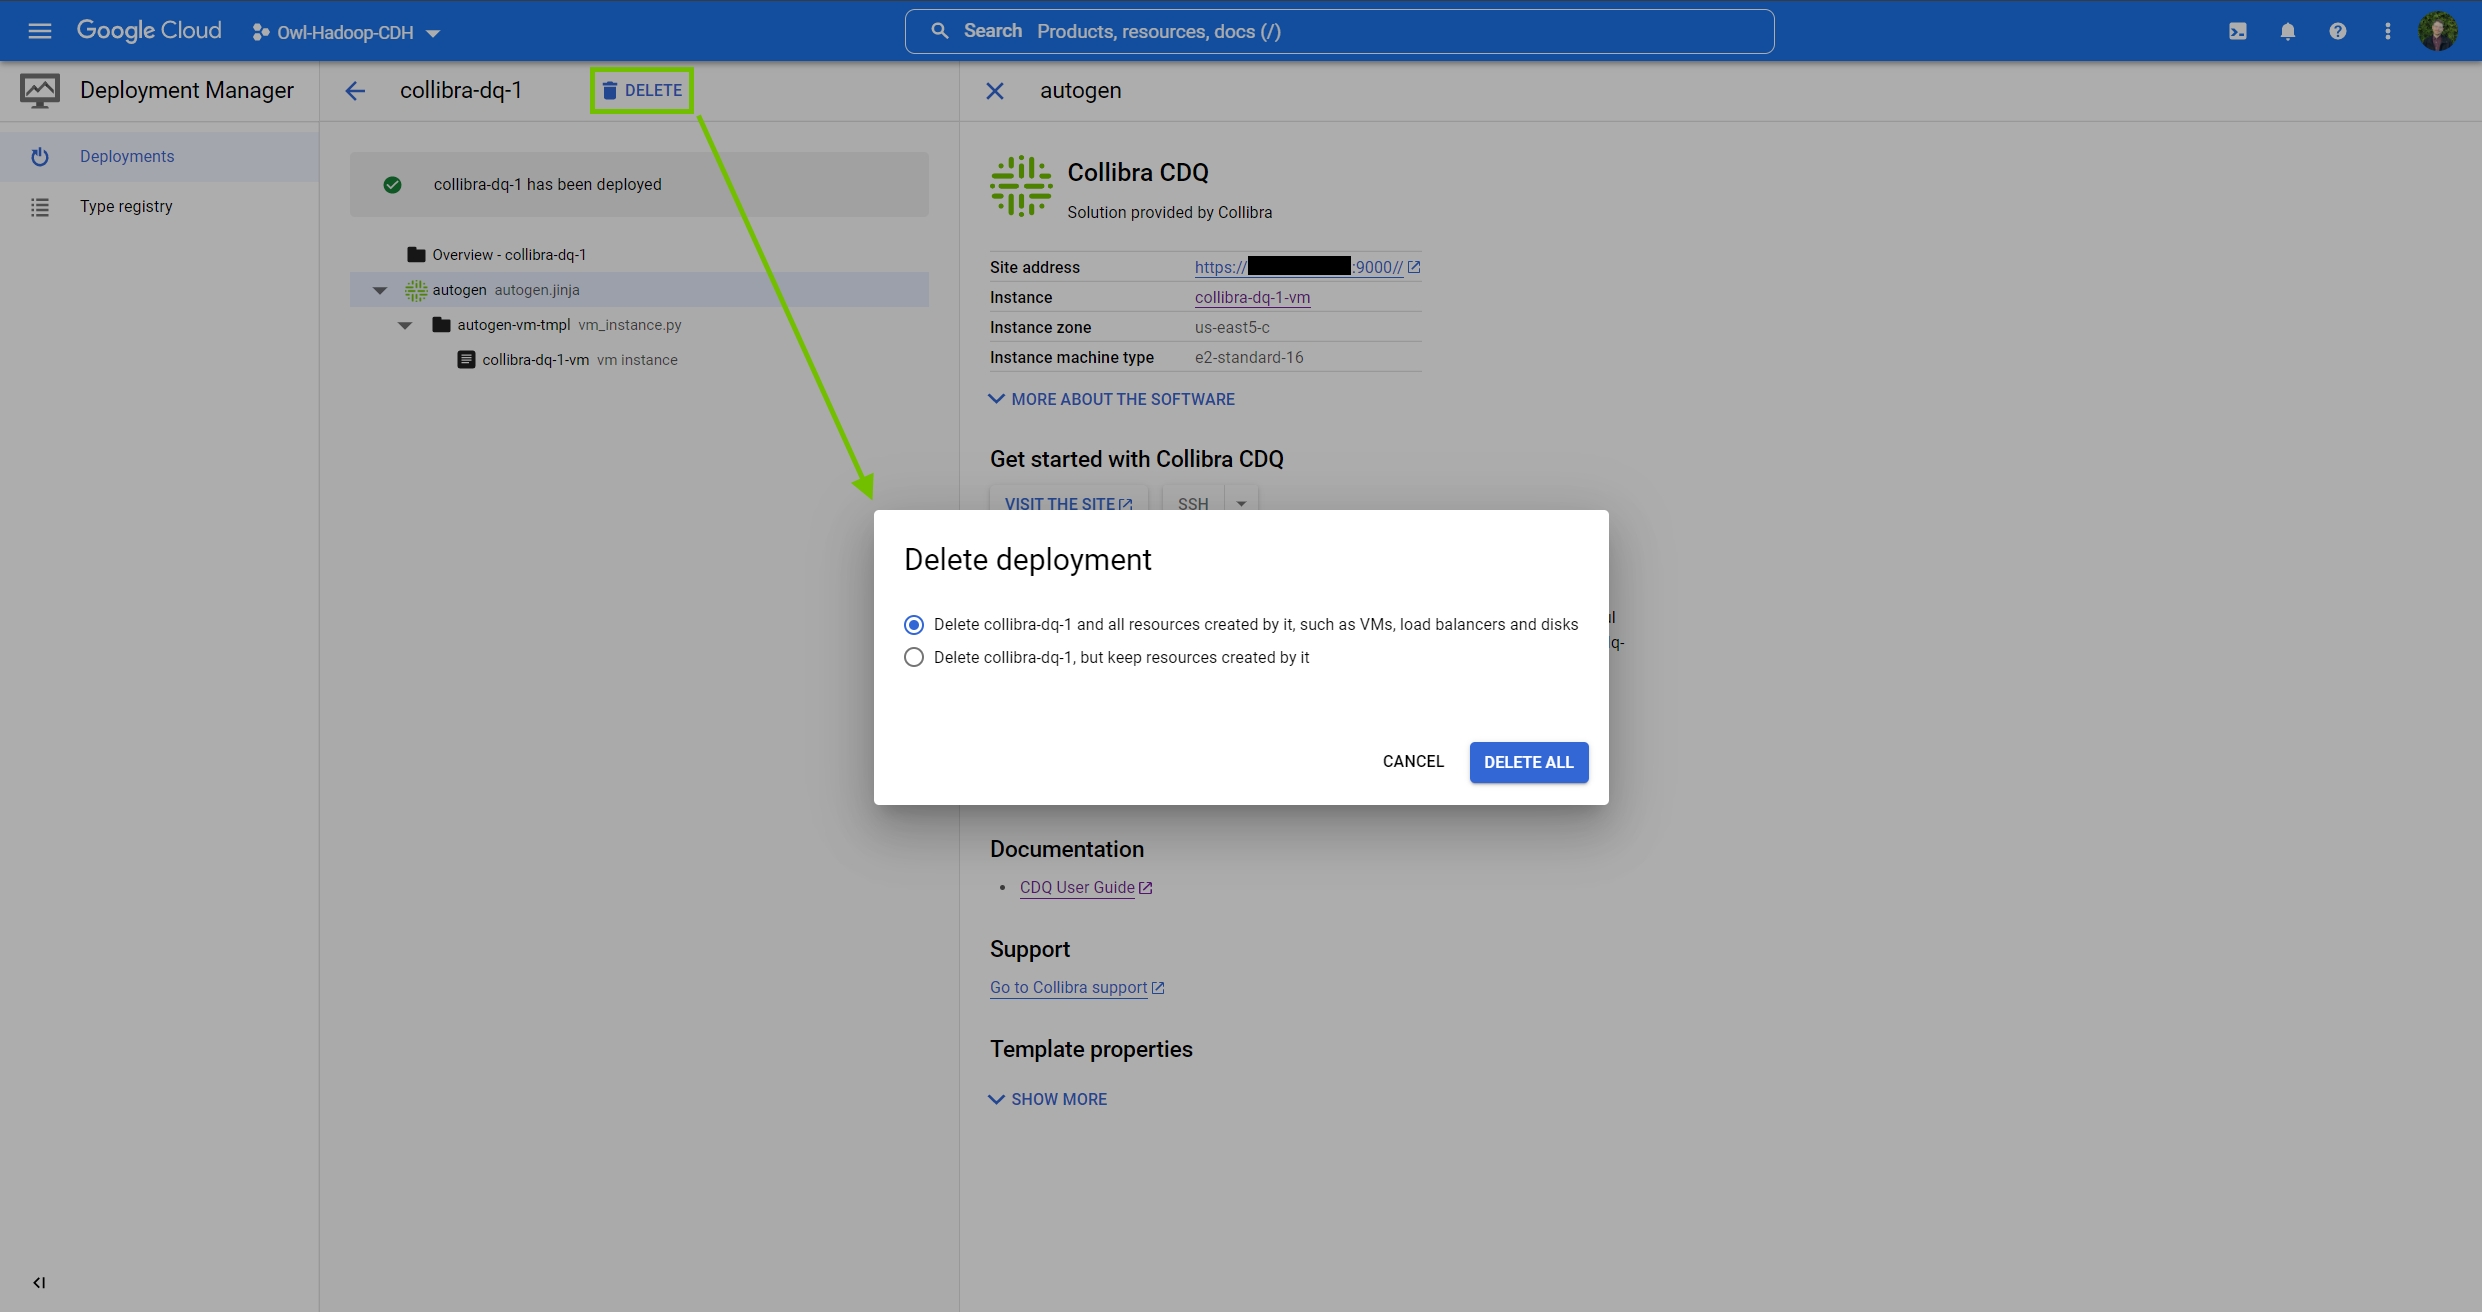 Google Cloud
Owl-Hadoop-CDH
Search Products, resources, docs (/)
Deployment Manager
collibra-dq-1
DELETE
autogen
Deployments
Type registry
collibra-dq-1 has been deployed
Overview - collibra-dq-1
autogen autogen.jinja
autogen-vm-tmpl vm_instance.py
collibra-dq-1-vm vm instance
Collibra CDQ
Solution provided by Collibra
Site address https:// :9000//
Instance collibra-dq-1-vm
Instance zone us-east5-c
Instance machine type e2-standard-16
MORE ABOUT THE SOFTWARE
Get started with Collibra CDQ
VISIT THE SITE
SSH
Delete deployment
Delete collibra-dq-1 and all resources created by it, such as VMs, load balancers and disks
Delete collibra-dq-1, but keep resources created by it
CANCEL
DELETE ALL
Documentation
CDQ User Guide
Support
Go to Collibra support
Template properties
SHOW MORE